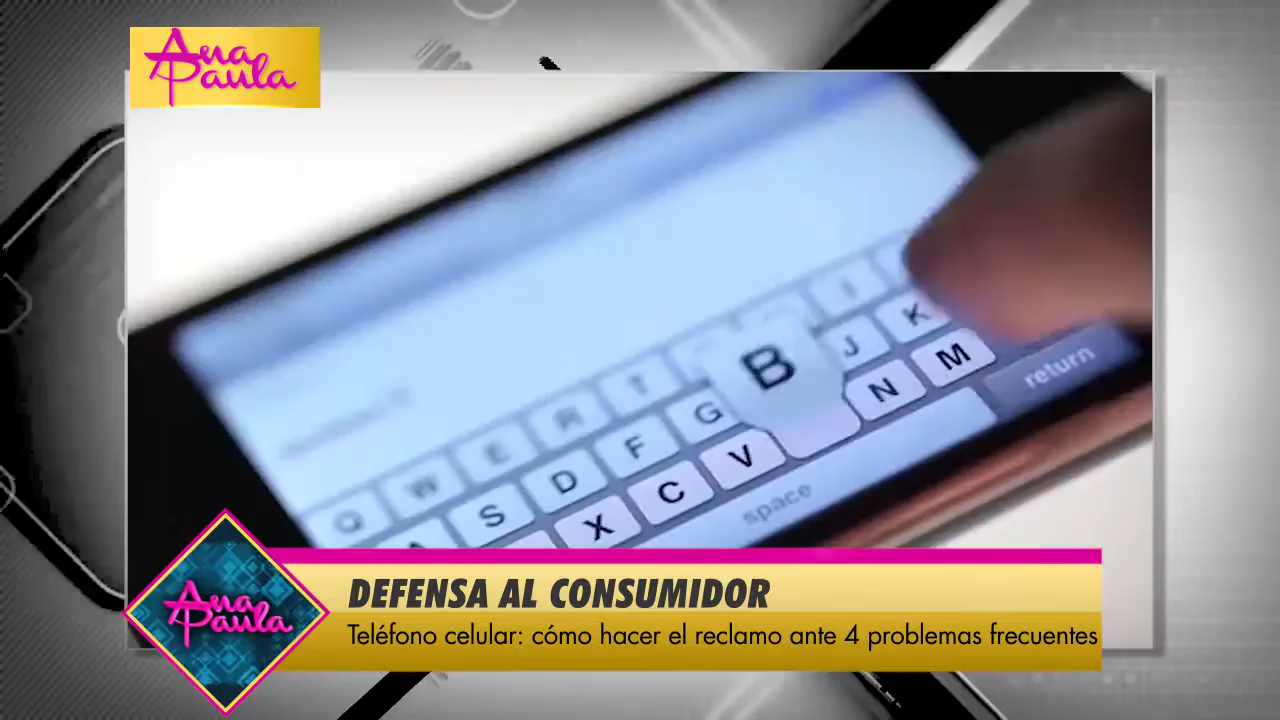 Ana
Paula
Q W E R T
S D F G J K
X C V B N M
space
return
Ana
Paula
DEFENSA AL CONSUMIDOR
Teléfono celular: cómo hacer el reclamo ante 4 problemas frecuentes